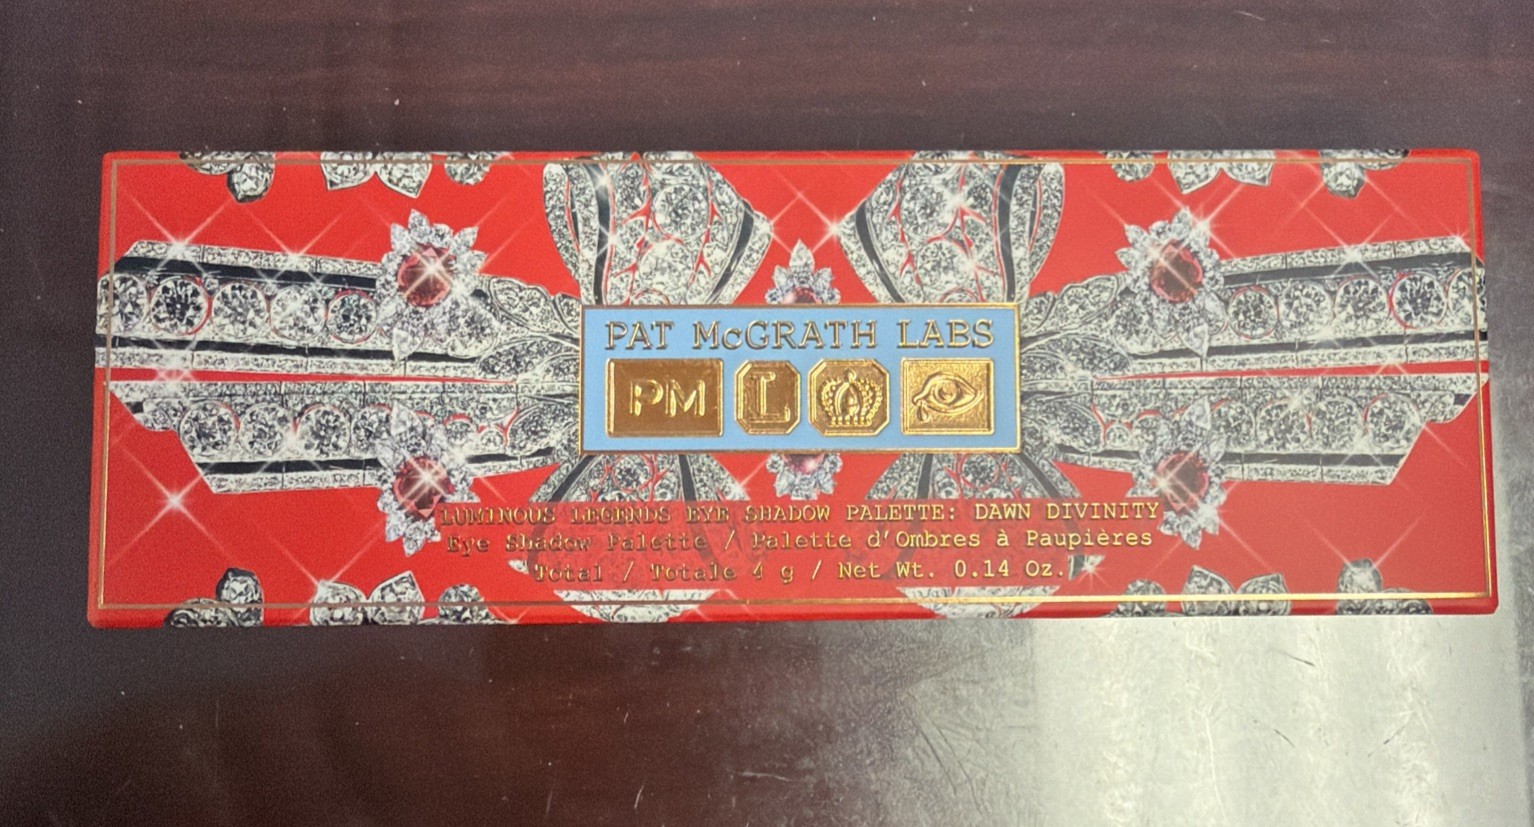 PAT McGRATH LABS
PM L
LUMINOUS LEGENDS EYE SHADOW PALETTE: DAWN DIVINITY
Eye Shadow Palette / Palette d'Ombres à Paupières
Total / Totale 4 g / Net Wt. 0.14 Oz.